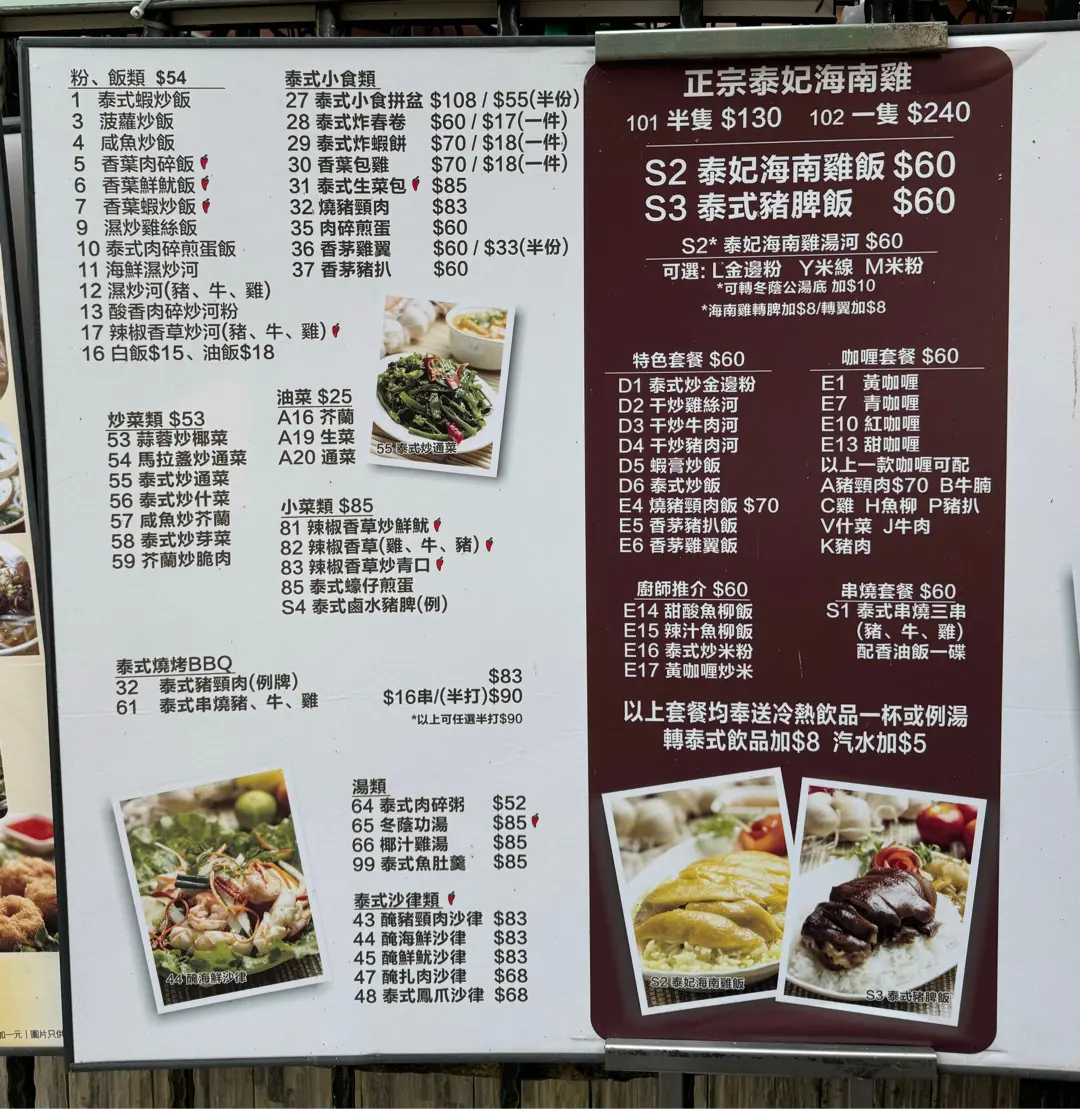 粉、飯類 $54
1 泰式蝦炒飯
3 菠蘿炒飯
4 咸魚炒飯
5 香葉肉碎飯
6 香葉鮮魷飯
7 香葉蝦炒飯
9 濕炒雞絲飯
10 泰式肉碎煎蛋飯
11 海鮮濕炒河
12 濕炒河(豬、牛、雞)
13 酸香肉碎炒河粉
17 辣椒香草炒河(豬、牛、雞)
16 白飯$15、油飯$18
泰式小食類
27 泰式小食拼盆 $108 / $55(半份)
28 泰式炸春卷 $60 / $17(一件)
29 泰式炸蝦餅 $70 / $18(一件)
30 香葉包雞 $70 / $18(一件)
31 泰式生菜包 $85
32 燒豬頸肉 $83
35 肉碎煎蛋 $60
36 香茅雞翼 $60 / $33(半份)
37 香茅豬扒 $60
55 泰式炒通菜
炒菜類 $53
53 蒜蓉炒椰菜
54 馬拉盞炒通菜
55 泰式炒通菜
56 泰式炒什菜
57 咸魚炒芥蘭
58 泰式炒芽菜
59 芥蘭炒脆肉
油菜 $25
A16 芥蘭
A19 生菜
A20 通菜
小菜類 $85
81 辣椒香草炒鮮魷
82 辣椒香草(雞、牛、豬)
83 辣椒香草炒青口
85 泰式蠔仔煎蛋
S4 泰式鹵水豬脾(例)
泰式燒烤BBQ
32 泰式豬頸肉(例牌) $83
61 泰式串燒豬、牛、雞 $16串/(半打)$90
*以上可任選半打$90
湯類
64 泰式肉碎粥 $52
65 冬蔭功湯 $85
66 椰汁雞湯 $85
99 泰式魚肚羹 $85
泰式沙律類
43 醃豬頸肉沙律 $83
44 醃海鮮沙律 $83
45 醃鮮魷沙律 $83
47 醃扎肉沙律 $68
48 泰式鳳爪沙律 $68
44 醃海鮮沙律
正宗泰妃海南雞
101 半隻 $130 102 一隻 $240
S2 泰妃海南雞飯 $60
S3 泰式豬脾飯 $60
S2* 泰妃海南雞湯河 $60
可選: L金邊粉 Y米線 M米粉
*可轉冬蔭公湯底 加$10
*海南雞轉脾加$8/轉翼加$8
特色套餐 $60
D1 泰式炒金邊粉
D2 干炒雞絲河
D3 干炒牛肉河
D4 干炒豬肉河
D5 蝦膏炒飯
D6 泰式炒飯
E4 燒豬頸肉飯 $70
E5 香茅豬扒飯
E6 香茅雞翼飯
咖喱套餐 $60
E1 黃咖喱
E7 青咖喱
E10 紅咖喱
E13 甜咖喱
以上一款咖喱可配
A豬頸肉$70 B牛腩
C雞 H魚柳 P豬扒
V什菜 J牛肉
K豬肉
廚師推介 $60
E14 甜酸魚柳飯
E15 辣汁魚柳飯
E16 泰式炒米粉
E17 黃咖喱炒米
串燒套餐 $60
S1 泰式串燒三串
(豬、牛、雞)
配香油飯一碟
以上套餐均奉送冷熱飲品一杯或例湯
轉泰式飲品加$8 汽水加$5
S2 泰妃海南雞飯
S3 泰式豬脾飯
加一元 | 圖片只供